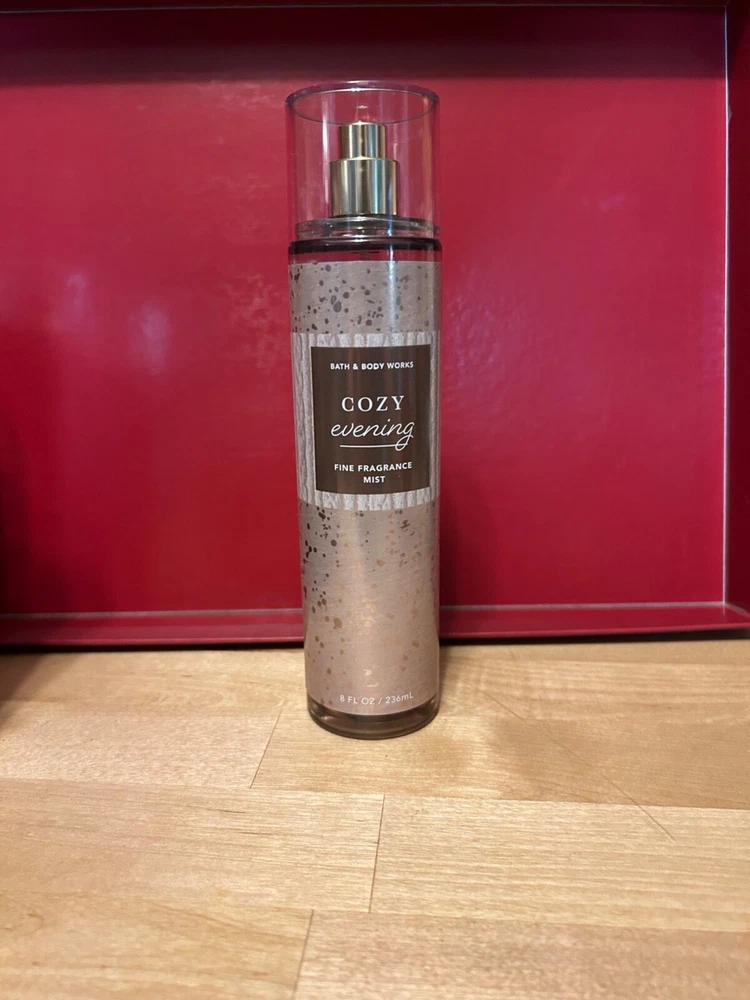 BATH & BODY WORKS
COZY
evening
FINE FRAGRANCE
MIST
8 FL OZ / 236mL